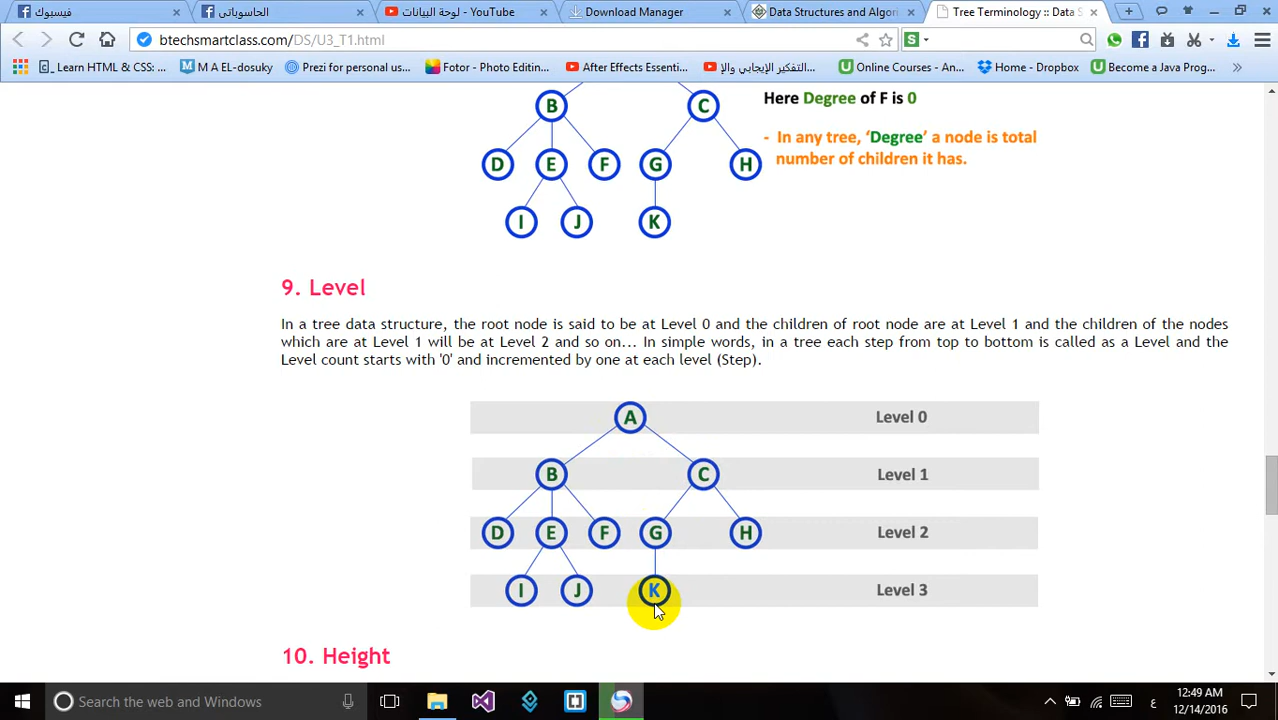 فيسبوك
الحاسوباتى
لوحة البيانات - YouTube
Download Manager
Data Structures and Algori
Tree Terminology :: Data S
btechsmartclass.com/DS/U3_T1.html
Learn HTML & CSS: ...
M A EL-dosuky
Prezi for personal us...
Fotor - Photo Editin...
After Effects Essenti...
التفكير الإيجابي والإ...
Online Courses - An...
Home - Dropbox
Become a Java Prog...
B
C
Here Degree of F is 0
- In any tree, ‘Degree’ a node is total
number of children it has.
D
E
F
G
H
I
J
K
9. Level
In a tree data structure, the root node is said to be at Level 0 and the children of root node are at Level 1 and the children of the nodes
which are at Level 1 will be at Level 2 and so on... In simple words, in a tree each step from top to bottom is called as a Level and the
Level count starts with '0' and incremented by one at each level (Step).
A
Level 0
B
C
Level 1
D
E
F
G
H
Level 2
I
J
K
Level 3
10. Height
Search the web and Windows
ع
12:49 AM
12/14/2016